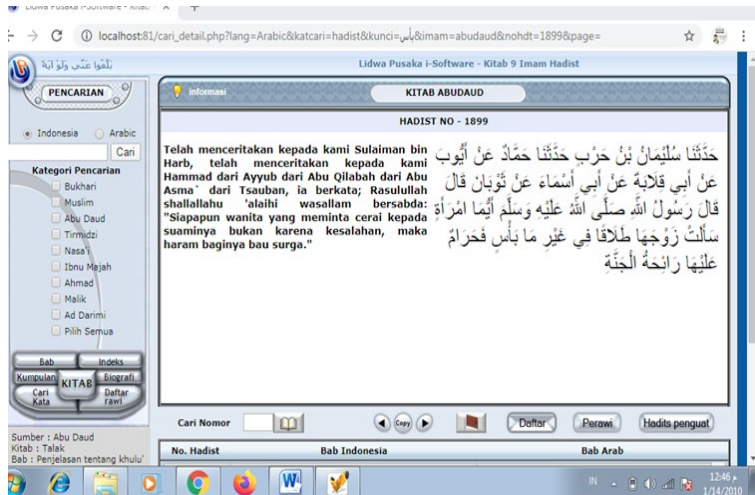 Lidwa Pusaka i-Software - Kitab
localhost:81/cari_detail.php?lang=Arabic&katcari=hadist&kunci=بأس&imam=abudaud&nohdt=1899&page=
بَلِّغُوا عَنِّي وَلَوْ آيَةً
Lidwa Pusaka i-Software - Kitab 9 Imam Hadist
PENCARIAN
Indonesia
Arabic
Cari
Kategori Pencarian
Bukhari
Muslim
Abu Daud
Tirmidzi
Nasa'i
Ibnu Majah
Ahmad
Malik
Ad Darimi
Pilih Semua
Bab
Indeks
Kumpulan
KITAB
Biografi
Cari Kata
Daftar rawi
Sumber : Abu Daud
Kitab : Talak
Bab : Penjelasan tentang khulu'
informasi
KITAB ABUDAUD
HADIST NO - 1899
Telah menceritakan kepada kami Sulaiman bin
Harb, telah menceritakan kepada kami
Hammad dari Ayyub dari Abu Qilabah dari Abu
Asma` dari Tsauban, ia berkata; Rasulullah
shallallahu 'alaihi wasallam bersabda:
"Siapapun wanita yang meminta cerai kepada
suaminya bukan karena kesalahan, maka
haram baginya bau surga."
حَدَّثَنَا سُلَيْمَانُ بْنُ حَرْبٍ حَدَّثَنَا حَمَّادٌ عَنْ أَيُّوبَ
عَنْ أَبِي قِلَابَةَ عَنْ أَبِي أَسْمَاءَ عَنْ ثَوْبَانَ قَالَ
قَالَ رَسُولُ اللَّهِ صَلَّى اللَّهُ عَلَيْهِ وَسَلَّمَ أَيُّمَا امْرَأَةٍ
سَأَلَتْ زَوْجَهَا طَلَاقًا فِي غَيْرِ مَا بَأْسٍ فَحَرَامٌ
عَلَيْهَا رَائِحَةُ الْجَنَّةِ
Cari Nomor
Copy
Daftar
Perawi
Hadits penguat
No. Hadist
Bab Indonesia
Bab Arab
IN
12:46
1/14/2010